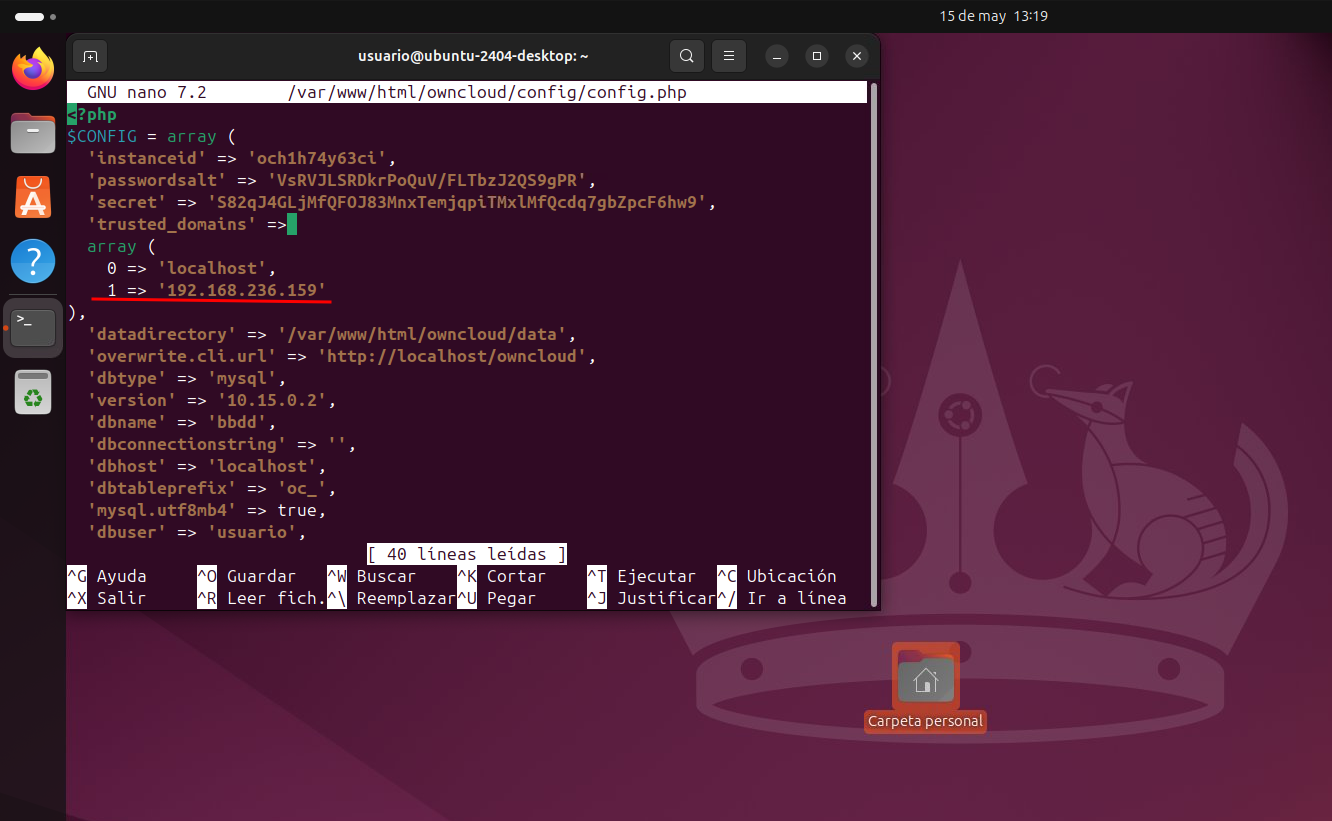 15 de may 13:19
usuario@ubuntu-2404-desktop: ~
GNU nano 7.2 /var/www/html/owncloud/config/config.php
<?php
$CONFIG = array (
'instanceid' => 'och1h74y63ci',
'passwordsalt' => 'VsRVJLSRDkrPoQuV/FLTbzJ2QS9gPR',
'secret' => 'S82qJ4GLjMfQFOJ83MnxTemjqpiTMxlMfQcdq7gbZpcF6hw9',
'trusted_domains' =>
array (
0 => 'localhost',
1 => '192.168.236.159'
),
'datadirectory' => '/var/www/html/owncloud/data',
'overwrite.cli.url' => 'http://localhost/owncloud',
'dbtype' => 'mysql',
'version' => '10.15.0.2',
'dbname' => 'bbdd',
'dbconnectionstring' => '',
'dbhost' => 'localhost',
'dbtableprefix' => 'oc_',
'mysql.utf8mb4' => true,
'dbuser' => 'usuario',
[ 40 líneas leídas ]
^G Ayuda ^O Guardar ^W Buscar ^K Cortar ^T Ejecutar ^C Ubicación
^X Salir ^R Leer fich. ^\ Reemplazar ^U Pegar ^J Justificar ^/ Ir a línea
Carpeta personal